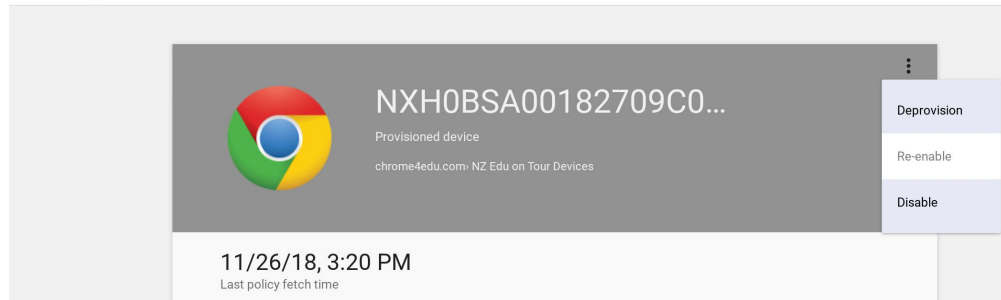 NXH0BSA00182709C0...
Provisioned device
chrome4edu.com› NZ Edu on Tour Devices
Deprovision
Re-enable
Disable
11/26/18, 3:20 PM
Last policy fetch time